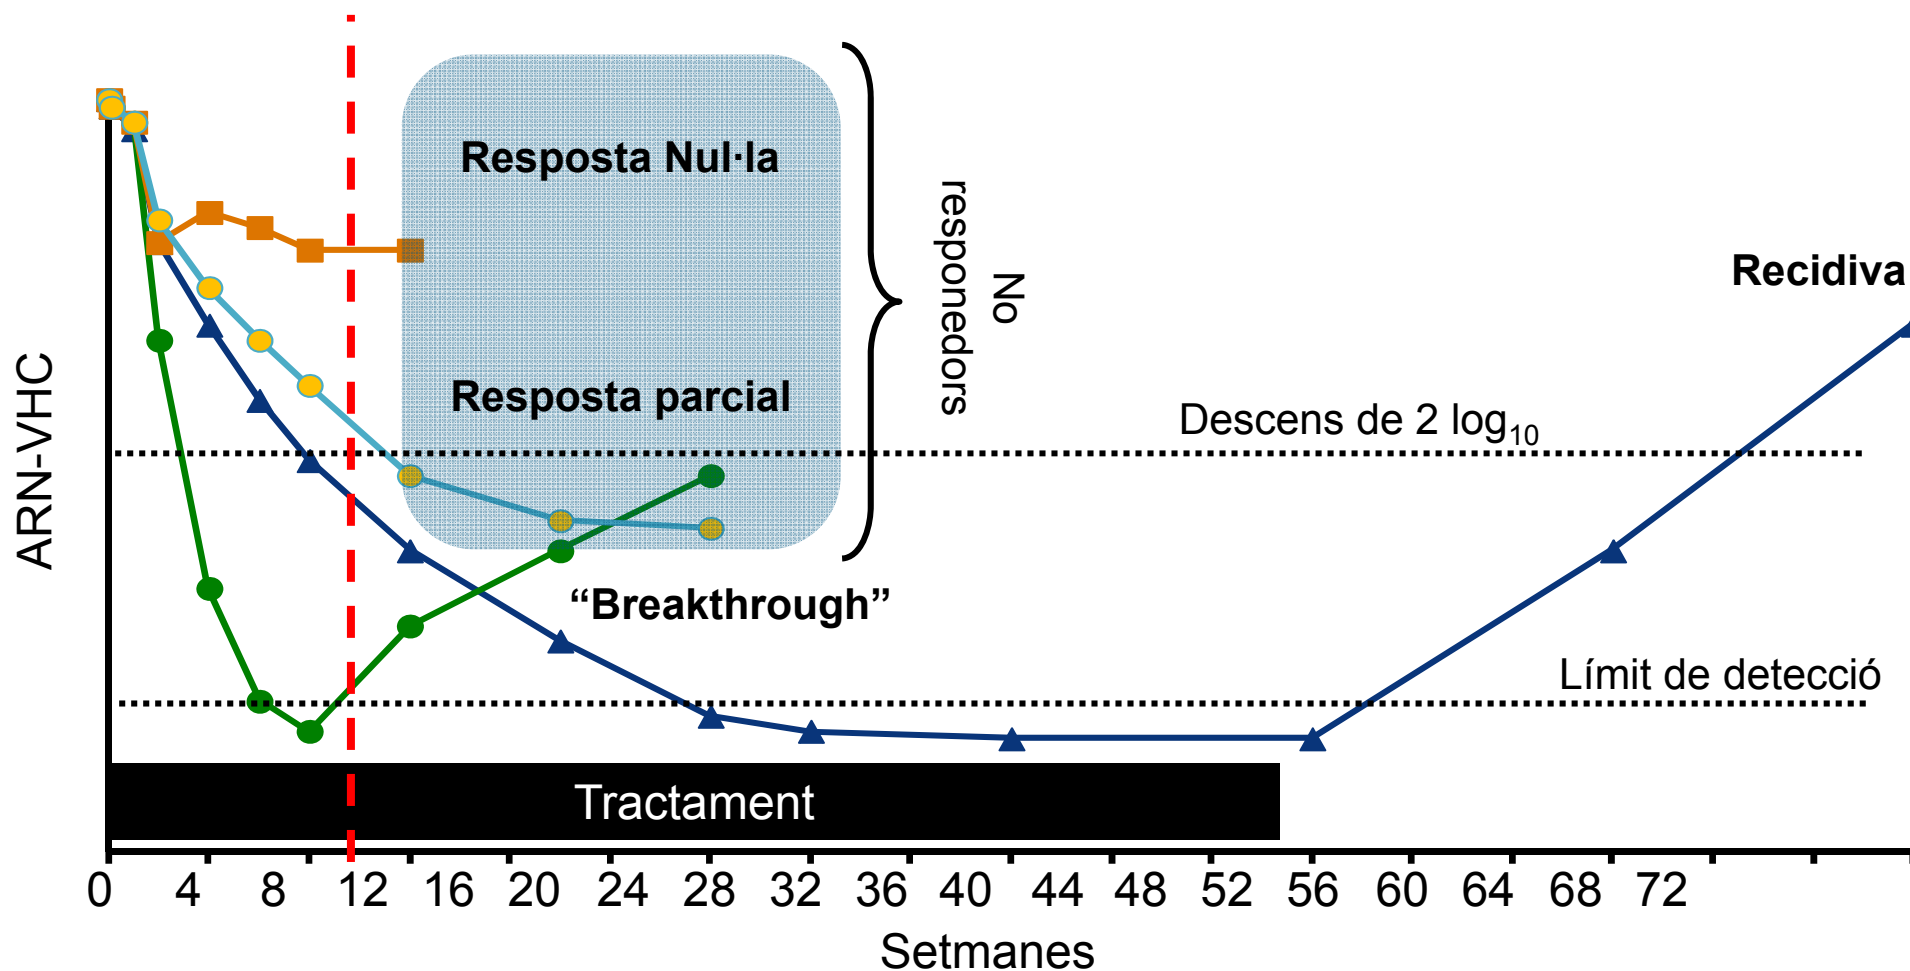 Resposta Nul·la
No
responedors
Recidiva
ARN-VHC
Resposta parcial
Descens de 2 log₁₀
“Breakthrough”
Límit de detecció
Tractament
0 4 8 12 16 20 24 28 32 36 40 44 48 52 56 60 64 68 72
Setmanes